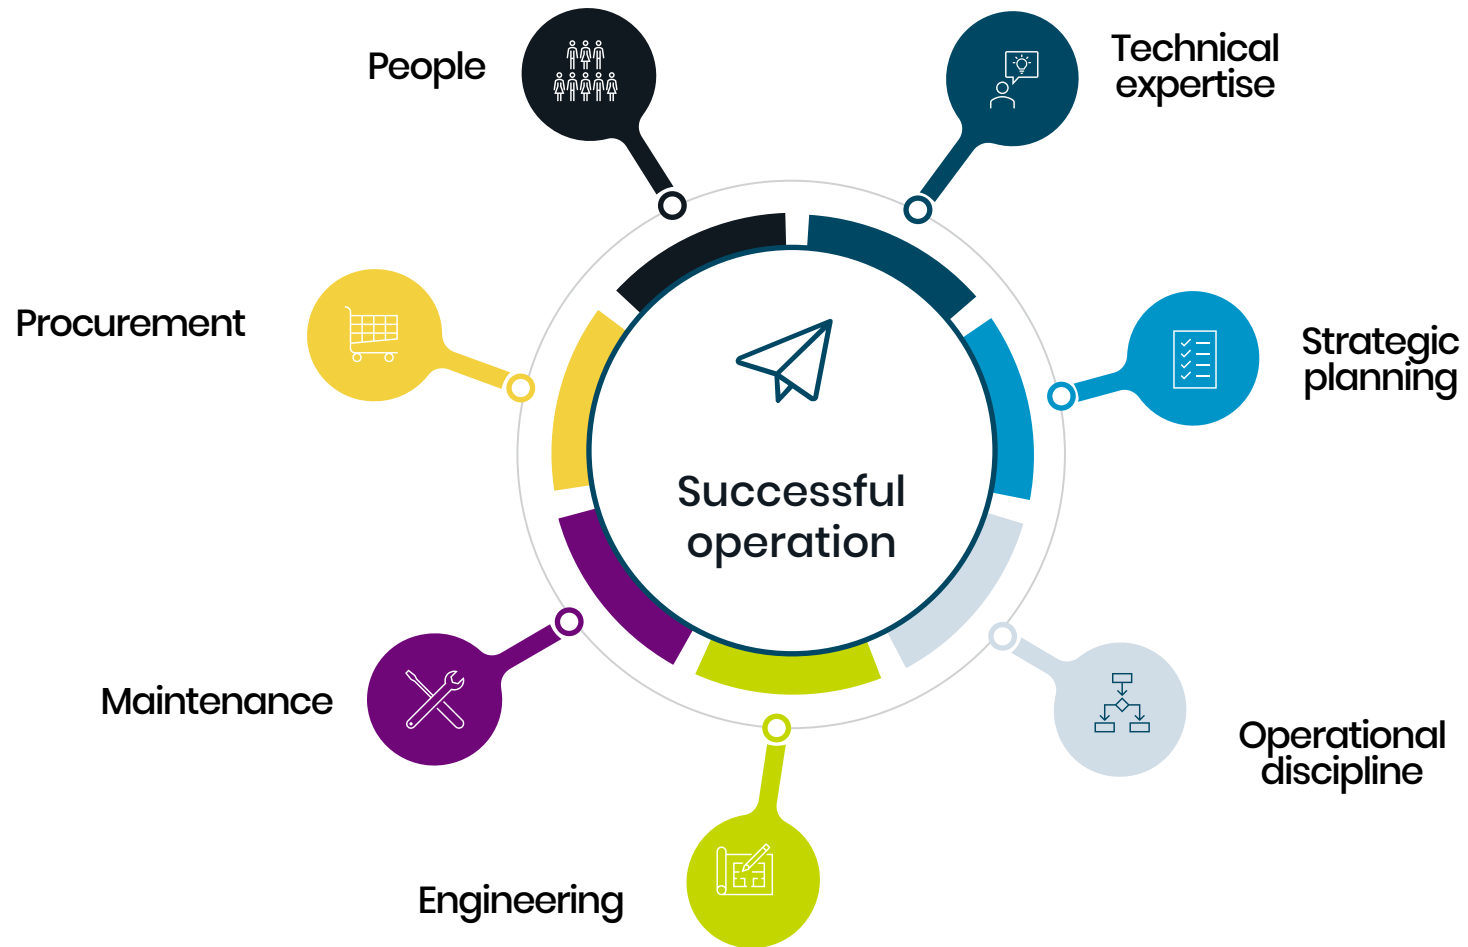 People
Technical
expertise
Procurement
Strategic
planning
Successful
operation
Maintenance
Operational
discipline
Engineering